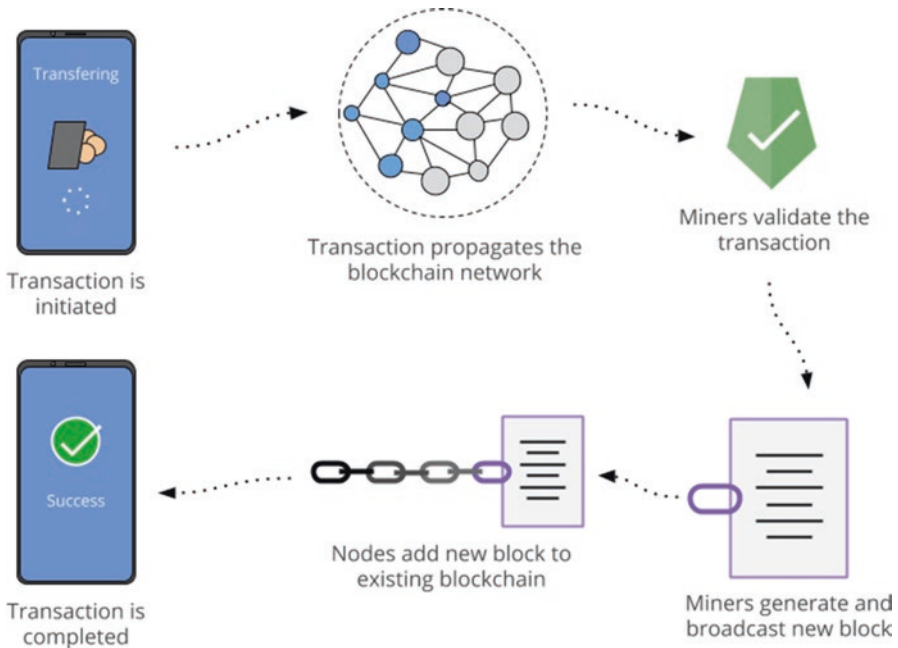 Transfering
Transaction is
initiated
Transaction propagates the
blockchain network
Miners validate the
transaction
Miners generate and
broadcast new block
Nodes add new block to
existing blockchain
Success
Transaction is
completed